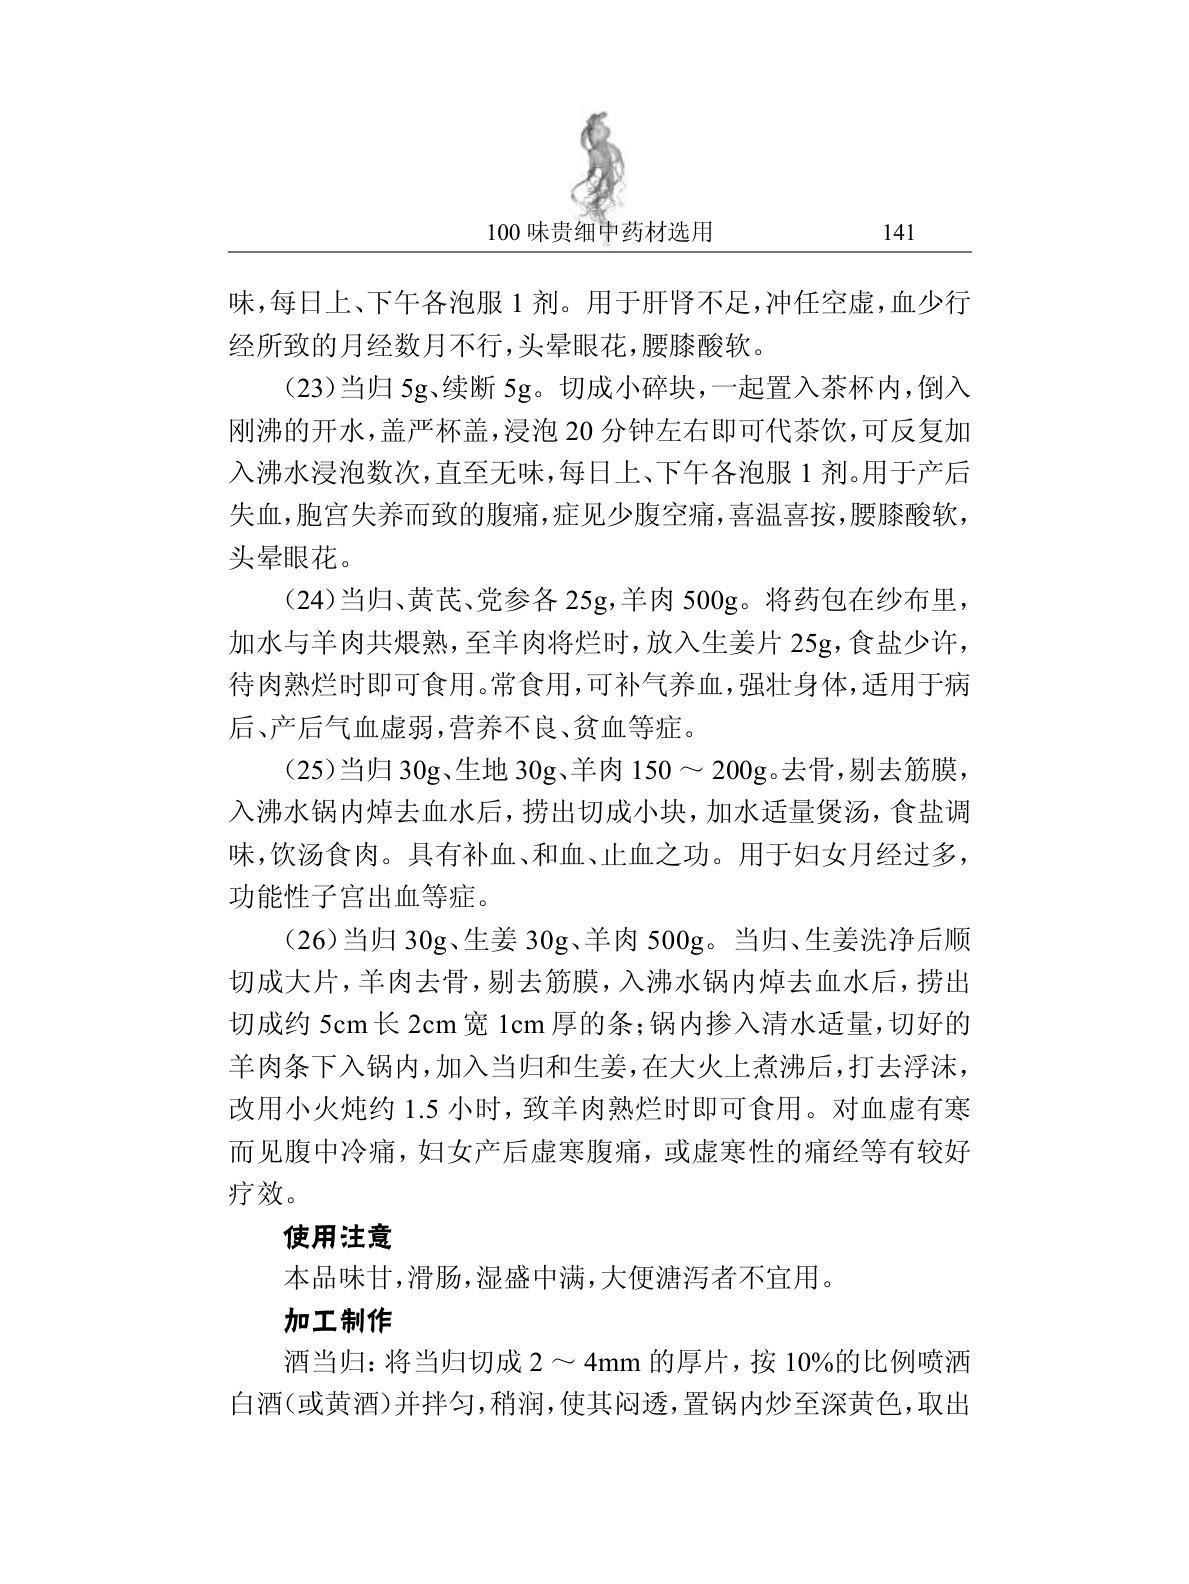 100 味贵细中药材选用 141
味,每日上、下午各泡服 1 剂。用于肝肾不足,冲任空虚,血少行
经所致的月经数月不行,头晕眼花,腰膝酸软。
(23)当归 5g、续断 5g。切成小碎块,一起置入茶杯内,倒入
刚沸的开水,盖严杯盖,浸泡 20 分钟左右即可代茶饮,可反复加
入沸水浸泡数次,直至无味,每日上、下午各泡服 1 剂。用于产后
失血,胞宫失养而致的腹痛,症见少腹空痛,喜温喜按,腰膝酸软,
头晕眼花。
(24)当归、黄芪、党参各 25g,羊肉 500g。将药包在纱布里,
加水与羊肉共煨熟,至羊肉将烂时,放入生姜片 25g,食盐少许,
待肉熟烂时即可食用。常食用,可补气养血,强壮身体,适用于病
后、产后气血虚弱,营养不良、贫血等症。
(25)当归 30g、生地 30g、羊肉 150 ~ 200g。去骨,剔去筋膜,
入沸水锅内焯去血水后,捞出切成小块,加水适量煲汤,食盐调
味,饮汤食肉。具有补血、和血、止血之功。用于妇女月经过多,
功能性子宫出血等症。
(26)当归 30g、生姜 30g、羊肉 500g。当归、生姜洗净后顺
切成大片,羊肉去骨,剔去筋膜,入沸水锅内焯去血水后,捞出
切成约 5cm 长 2cm 宽 1cm 厚的条;锅内掺入清水适量,切好的
羊肉条下入锅内,加入当归和生姜,在大火上煮沸后,打去浮沫,
改用小火炖约 1.5 小时,致羊肉熟烂时即可食用。对血虚有寒
而见腹中冷痛,妇女产后虚寒腹痛,或虚寒性的痛经等有较好
疗效。
使用注意
本品味甘,滑肠,湿盛中满,大便溏泻者不宜用。
加工制作
酒当归:将当归切成 2 ~ 4mm 的厚片,按 10%的比例喷洒
白酒(或黄酒)并拌匀,稍润,使其闷透,置锅内炒至深黄色,取出